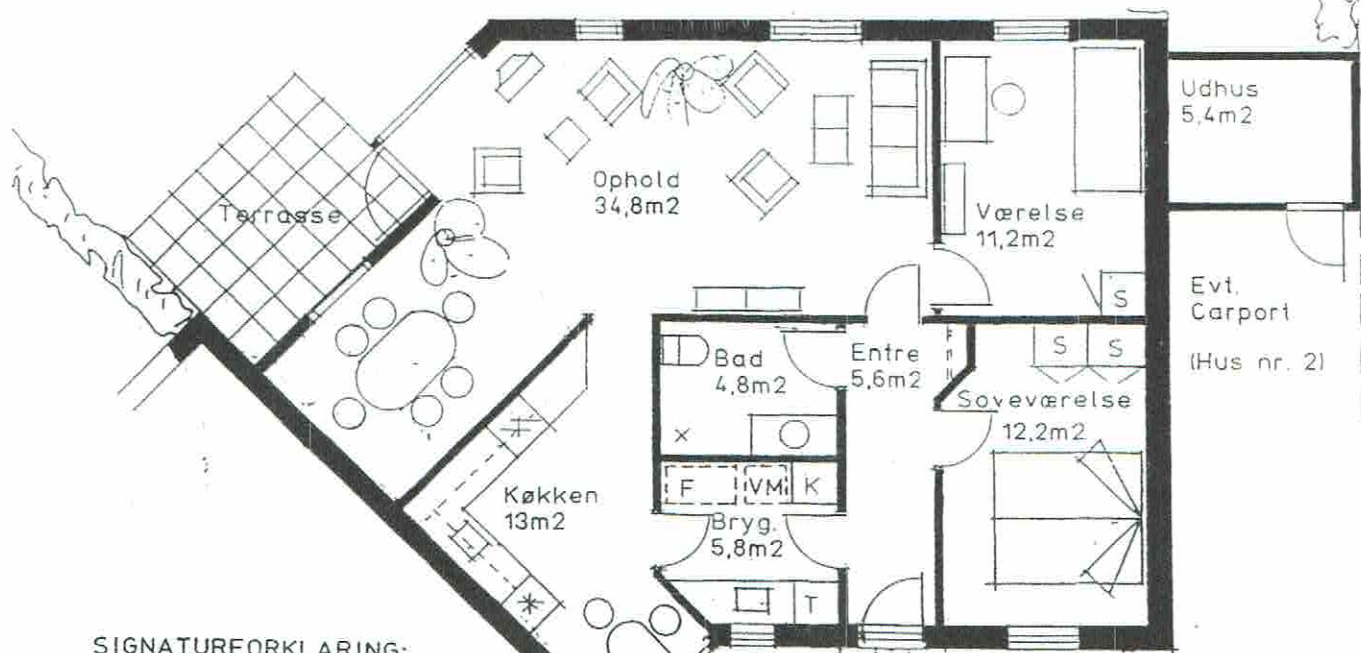 Udhus
5,4m2
Ophold
34,8m2
Terrasse
Værelse
11,2m2
S
Evt.
Carport
(Hus nr. 2)
Bad
4,8m2
Entre
5,6m2
S
S
Soveværelse
12,2m2
Køkken
13m2
F
VM
K
Bryg.
5,8m2
T
SIGNATURFORKLARING: